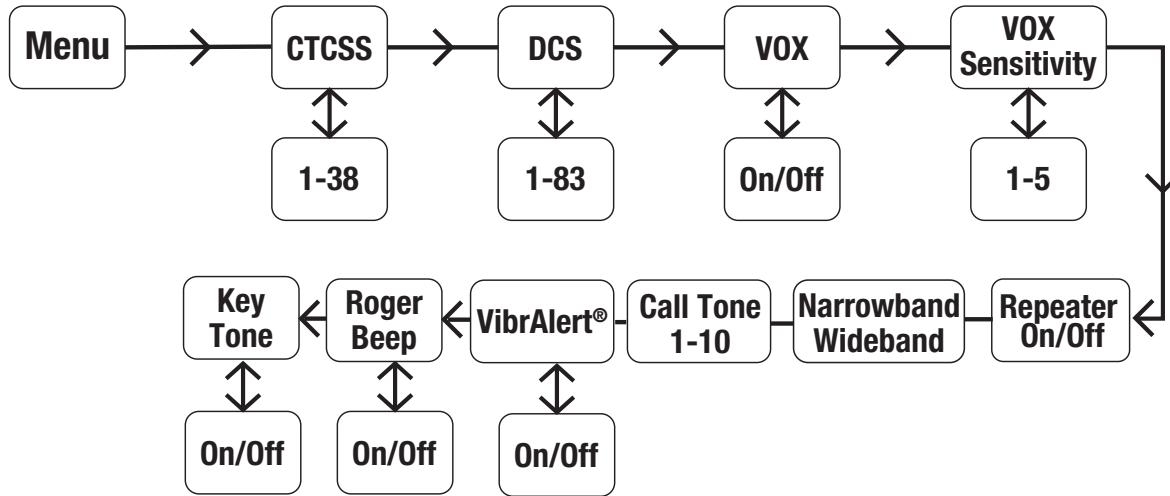 Menu
CTCSS
DCS
VOX
VOX
Sensitivity
1-38
1-83
On/Off
1-5
Key
Tone
Roger
Beep
VibrAlert®
Call Tone
1-10
Narrowband
Wideband
Repeater
On/Off
On/Off
On/Off
On/Off